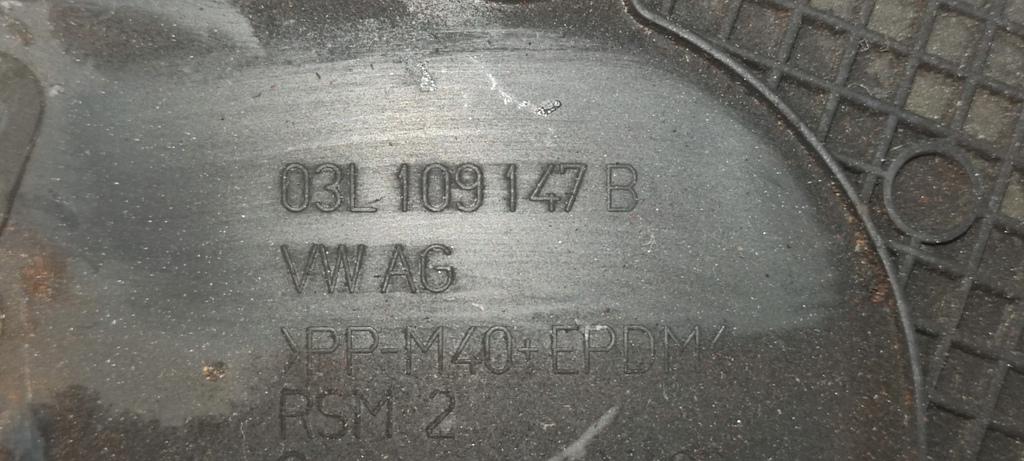 03L 109 147 B
VW AG
>PP-M40+EPDM<
RSM 2